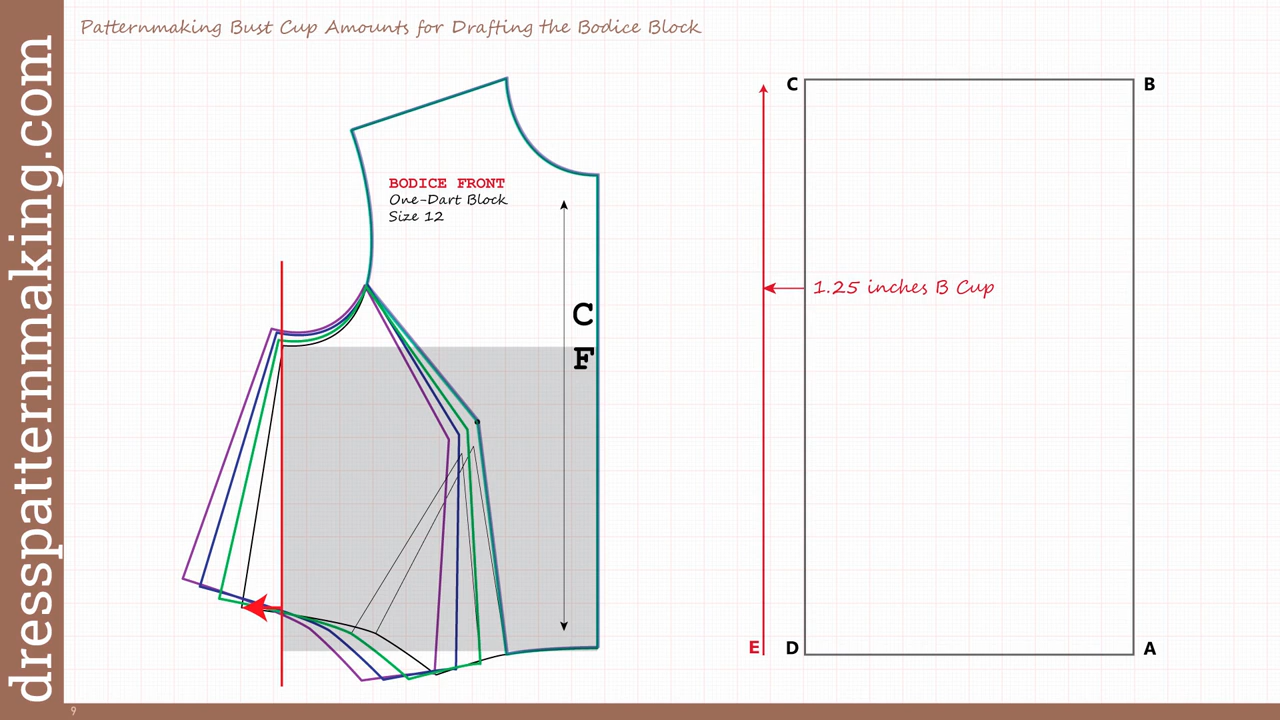 dresspatternmaking.com
Patternmaking Bust Cup Amounts for Drafting the Bodice Block
BODICE FRONT
One-Dart Block
Size 12
C
F
C
B
1.25 inches B Cup
E
D
A
9